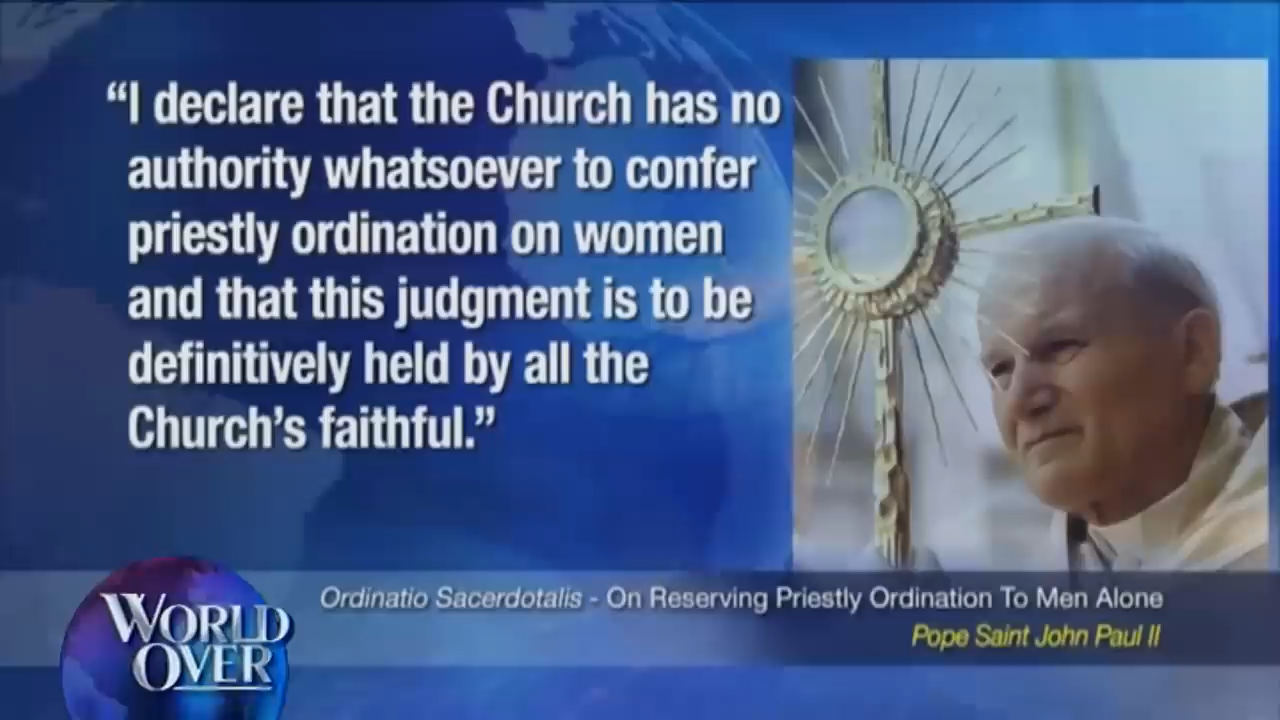 “I declare that the Church has no
authority whatsoever to confer
priestly ordination on women
and that this judgment is to be
definitively held by all the
Church’s faithful.”
Ordinatio Sacerdotalis - On Reserving Priestly Ordination To Men Alone
Pope Saint John Paul II
WORLD
OVER